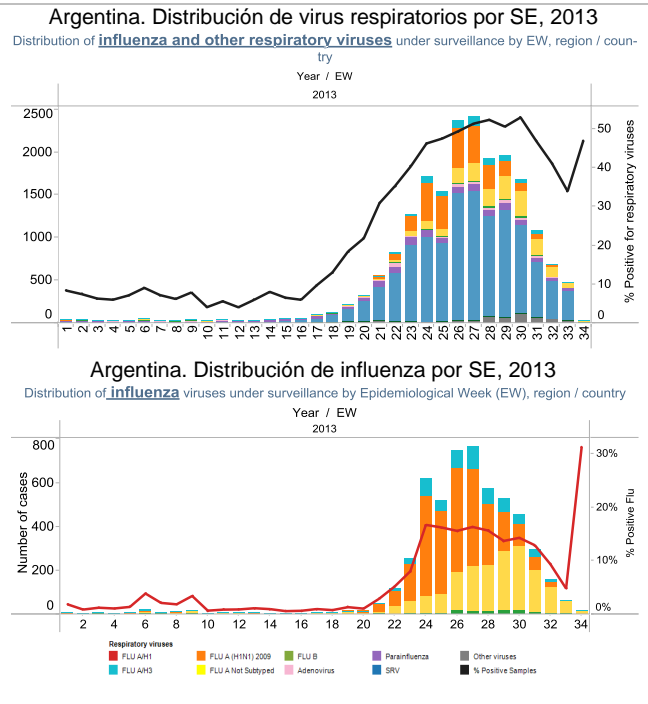 Argentina. Distribución de virus respiratorios por SE, 2013
Distribution of influenza and other respiratory viruses under surveillance by EW, region / coun-
try
Year / EW
2013
2500
2000
1500
1000
500
0
50
40
30
20
10
0
% Positive for respiratory viruses
1 2 3 4 5 6 7 8 9 10 11 12 13 14 15 16 17 18 19 20 21 22 23 24 25 26 27 28 29 30 31 32 33 34
Argentina. Distribución de influenza por SE, 2013
Distribution of influenza viruses under surveillance by Epidemiological Week (EW), region / country
Year / EW
2013
Number of cases
800
600
400
200
0
30%
20%
10%
0%
% Positive Flu
2 4 6 8 10 12 14 16 18 20 22 24 26 28 30 32 34
Respiratory viruses
FLU A/H1 FLU A (H1N1) 2009 FLU B Parainfluenza Other viruses
FLU A/H3 FLU A Not Subtyped Adenovirus SRV % Positive Samples